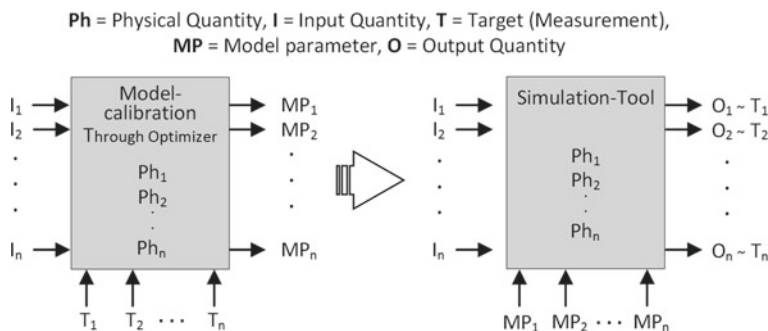 Ph = Physical Quantity, I = Input Quantity, T = Target (Measurement),
MP = Model parameter, O = Output Quantity
I₁
I₂
.
.
.
Iₙ
Model-
calibration
Through Optimizer
Ph₁
Ph₂
.
.
Phₙ
MP₁
MP₂
.
.
.
MPₙ
T₁ T₂ · · · Tₙ
I₁
I₂
.
.
.
Iₙ
Simulation-Tool
Ph₁
Ph₂
.
.
Phₙ
O₁ ~ T₁
O₂ ~ T₂
.
.
.
Oₙ ~ Tₙ
MP₁ MP₂ · · · MPₙ